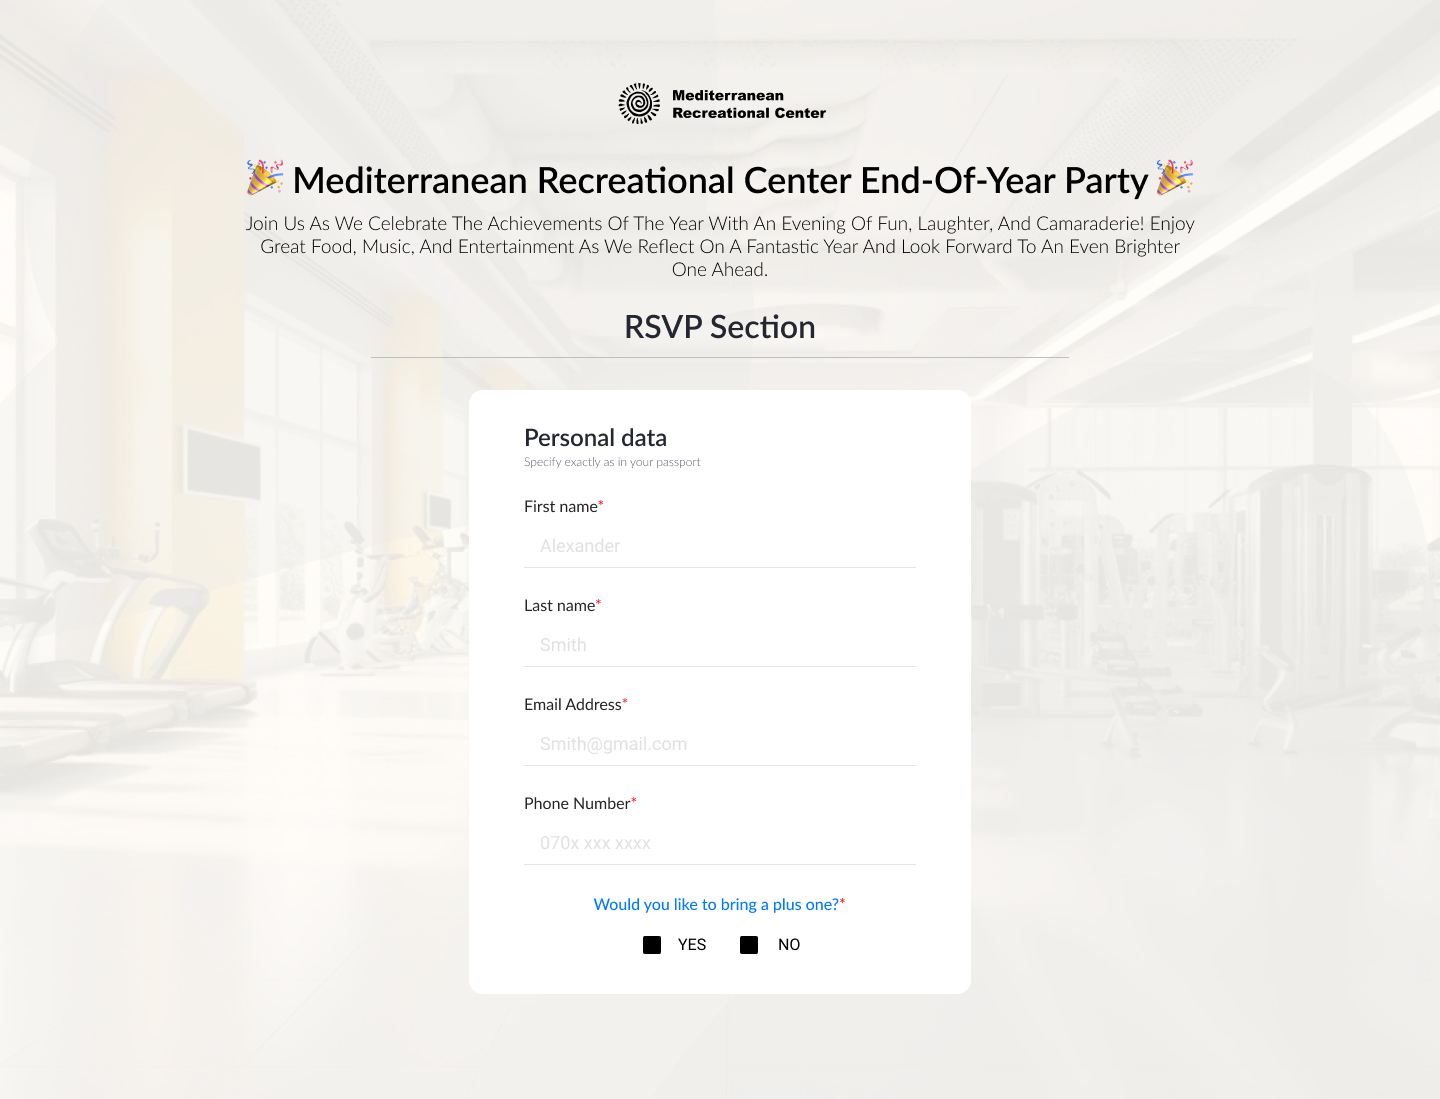 Mediterranean
Recreational Center
🎉 Mediterranean Recreational Center End-Of-Year Party 🎉
Join Us As We Celebrate The Achievements Of The Year With An Evening Of Fun, Laughter, And Camaraderie! Enjoy
Great Food, Music, And Entertainment As We Reflect On A Fantastic Year And Look Forward To An Even Brighter
One Ahead.
RSVP Section
Personal data
Specify exactly as in your passport
First name*
Alexander
Last name*
Smith
Email Address*
Smith@gmail.com
Phone Number*
070x xxx xxxx
Would you like to bring a plus one?*
YES NO